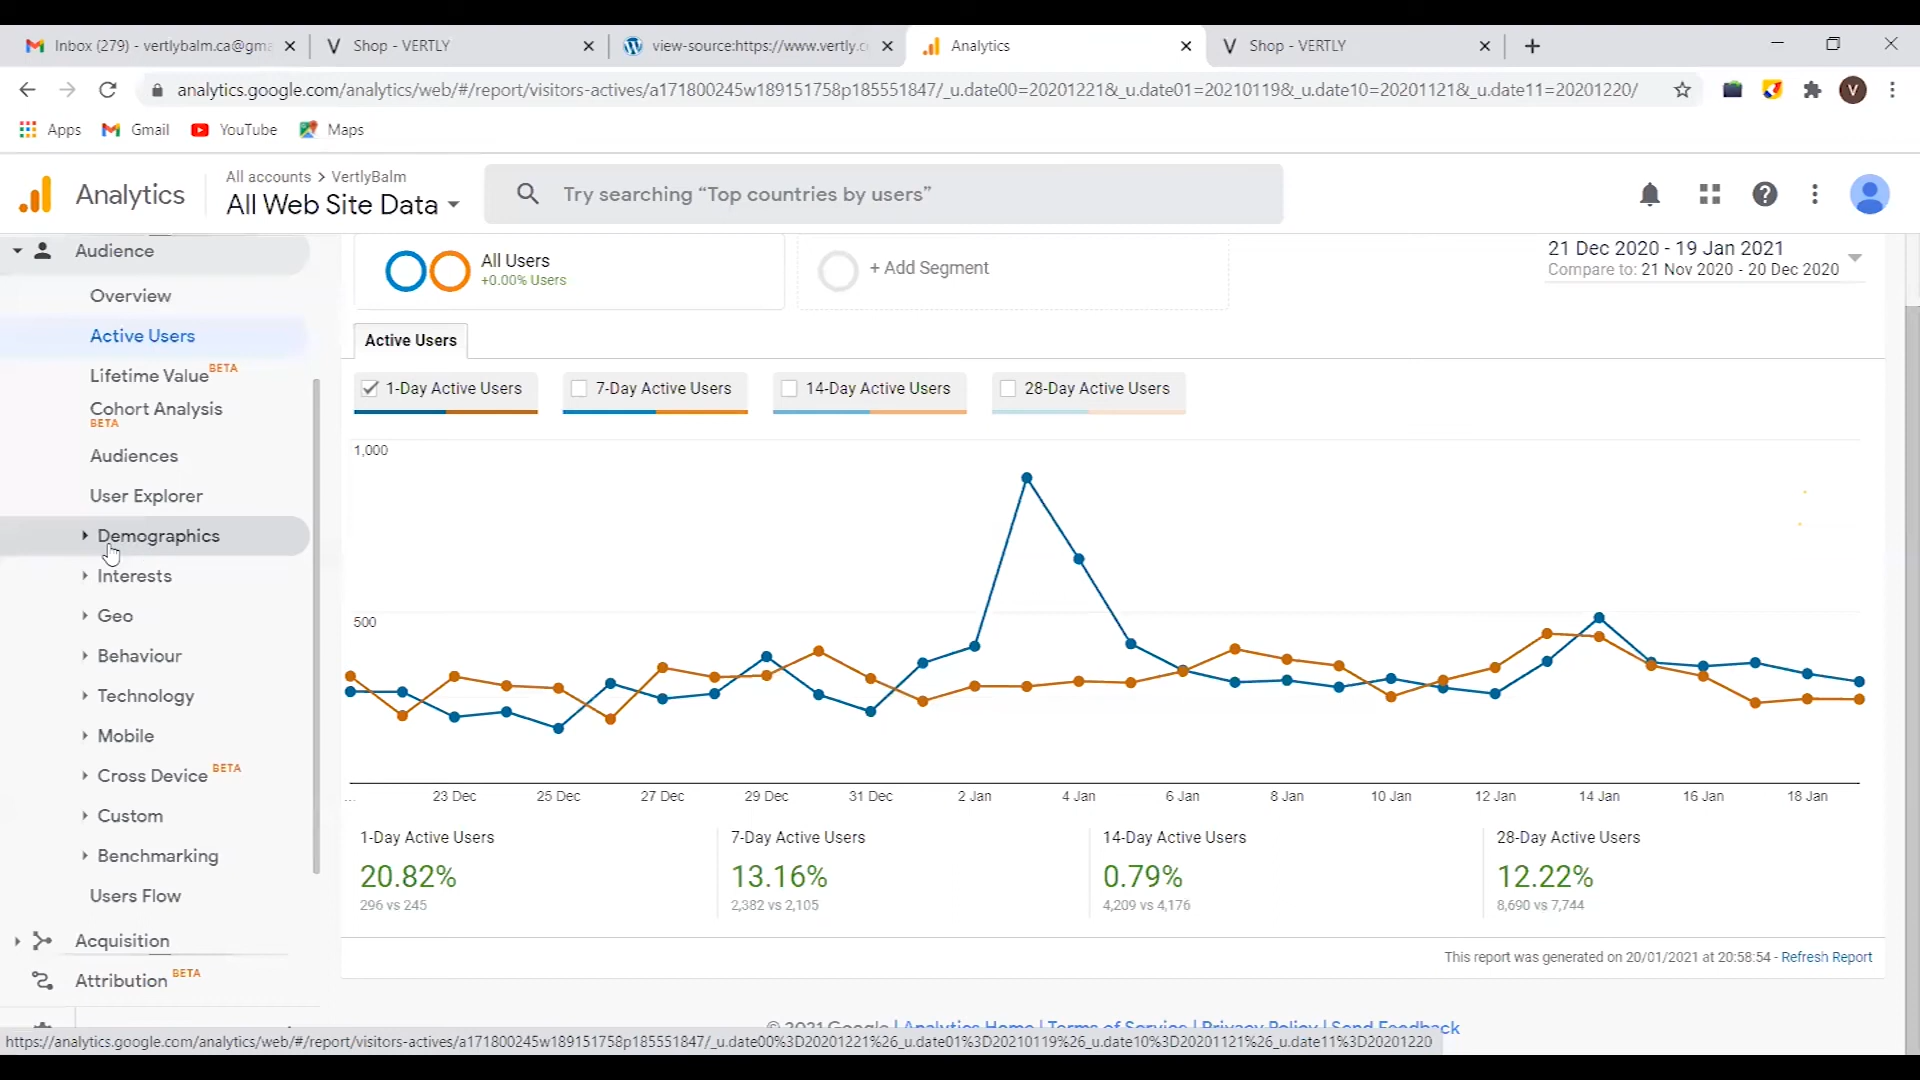 Inbox (279) - vertlybalm.ca@gma
Shop - VERTLY
view-source:https://www.vertly.c
Analytics
Shop - VERTLY
analytics.google.com/analytics/web/#/report/visitors-actives/a171800245w189151758p185551847/_u.date00=20201221&_u.date01=20210119&_u.date10=20201121&_u.date11=20201220/
V
Apps
Gmail
YouTube
Maps
Analytics
All accounts > VertlyBalm
All Web Site Data
Try searching “Top countries by users”
Audience
Overview
Active Users
Lifetime Value BETA
Cohort Analysis
BETA
Audiences
User Explorer
Demographics
Interests
Geo
Behaviour
Technology
Mobile
Cross Device BETA
Custom
Benchmarking
Users Flow
Acquisition
Attribution BETA
All Users
+0.00% Users
+ Add Segment
21 Dec 2020 - 19 Jan 2021
Compare to: 21 Nov 2020 - 20 Dec 2020
Active Users
1-Day Active Users
7-Day Active Users
14-Day Active Users
28-Day Active Users
1,000
500
... 23 Dec 25 Dec 27 Dec 29 Dec 31 Dec 2 Jan 4 Jan 6 Jan 8 Jan 10 Jan 12 Jan 14 Jan 16 Jan 18 Jan
1-Day Active Users
20.82%
296 vs 245
7-Day Active Users
13.16%
2,382 vs 2,105
14-Day Active Users
0.79%
4,209 vs 4,176
28-Day Active Users
12.22%
8,690 vs 7,744
This report was generated on 20/01/2021 at 20:58:54 - Refresh Report
© 2021 Google | Analytics Home | Terms of Service | Privacy Policy | Send Feedback
https://analytics.google.com/analytics/web/#/report/visitors-actives/a171800245w189151758p185551847/_u.date00%3D20201221%26_u.date01%3D20210119%26_u.date10%3D20201121%26_u.date11%3D20201220